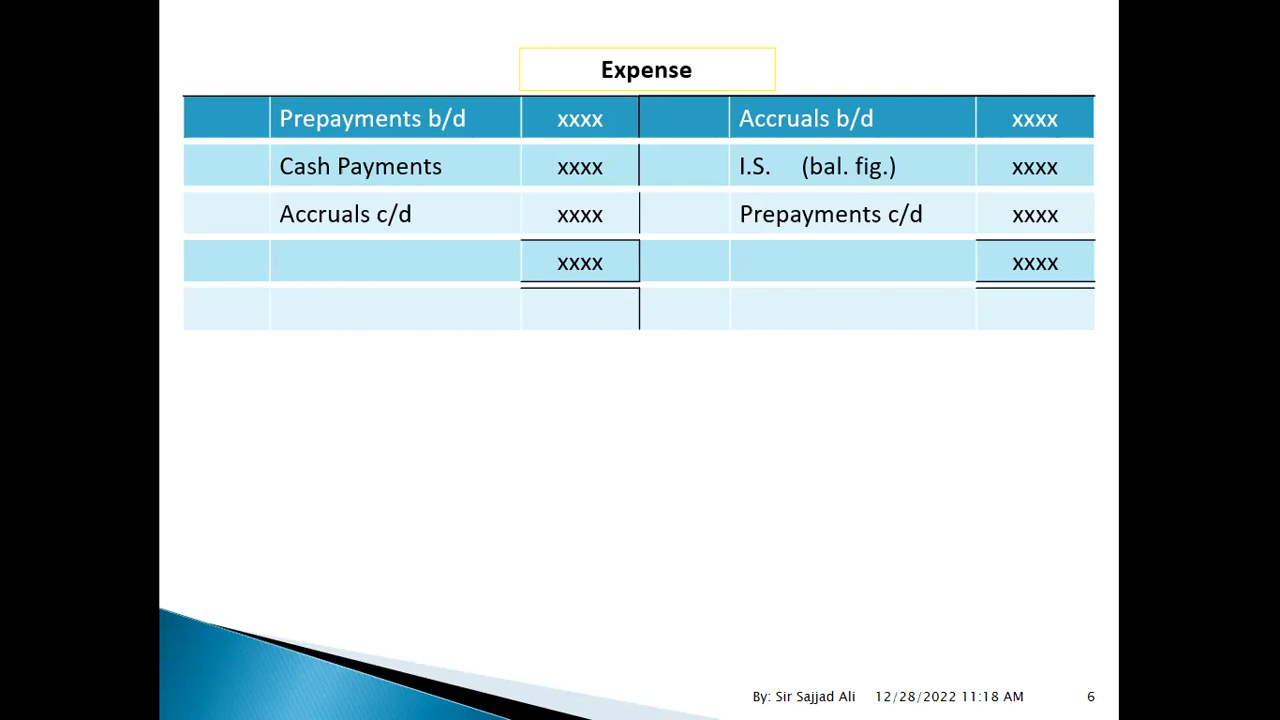 Expense
Prepayments b/d xxxx Accruals b/d xxxx
Cash Payments xxxx I.S. (bal. fig.) xxxx
Accruals c/d xxxx Prepayments c/d xxxx
xxxx xxxx
By: Sir Sajjad Ali 12/28/2022 11:18 AM 6